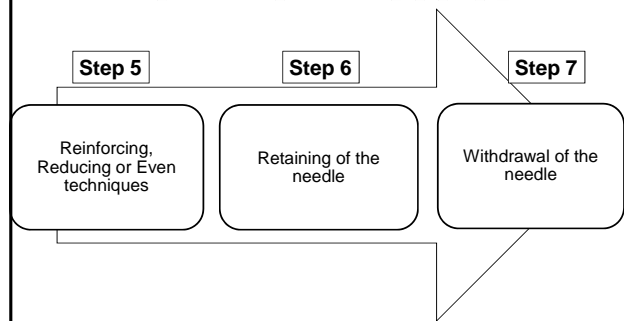 Step 5
Step 6
Step 7
Reinforcing,
Reducing or Even
techniques
Retaining of the
needle
Withdrawal of the
needle